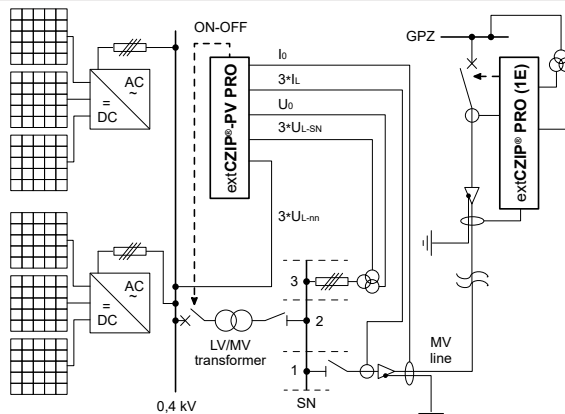 ON-OFF
GPZ
AC
~
=
DC
extCZIP®-PV PRO
I0
3*IL
U0
3*UL-SN
3*UL-nn
extCZIP® PRO (1E)
AC
~
=
DC
3
2
1
LV/MV
transformer
MV
line
0,4 kV
SN